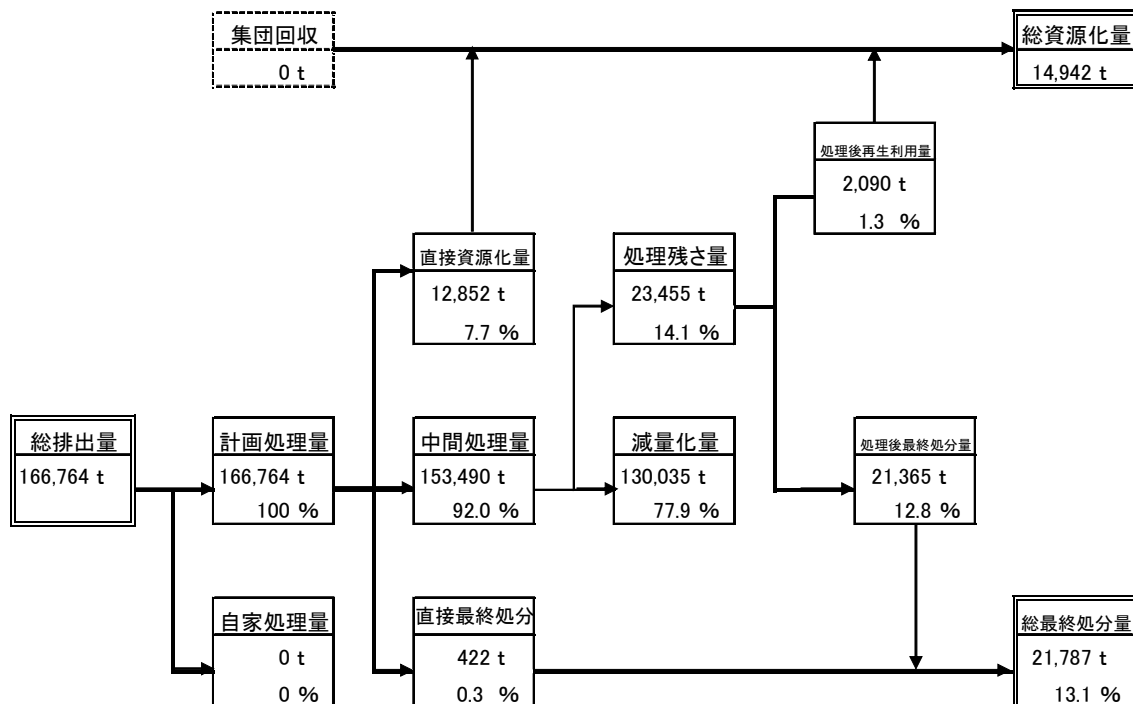 集団回収
0 t
総資源化量
14,942 t
処理後再生利用量
2,090 t
1.3 %
直接資源化量
12,852 t
7.7 %
処理残さ量
23,455 t
14.1 %
総排出量
166,764 t
計画処理量
166,764 t
100 %
中間処理量
153,490 t
92.0 %
減量化量
130,035 t
77.9 %
処理後最終処分量
21,365 t
12.8 %
自家処理量
0 t
0 %
直接最終処分
422 t
0.3 %
総最終処分量
21,787 t
13.1 %